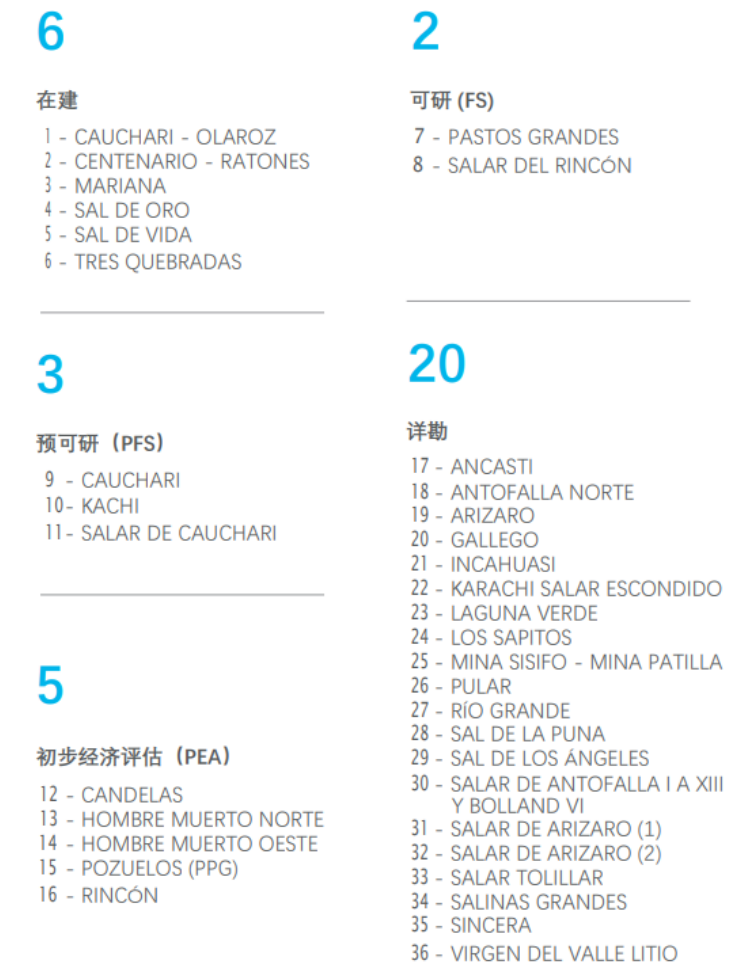 6
在建
1 - CAUCHARI - OLAROZ
2 - CENTENARIO - RATONES
3 - MARIANA
4 - SAL DE ORO
5 - SAL DE VIDA
6 - TRES QUEBRADAS
3
预可研（PFS）
9 - CAUCHARI
10- KACHI
11- SALAR DE CAUCHARI
5
初步经济评估（PEA）
12 - CANDELAS
13 - HOMBRE MUERTO NORTE
14 - HOMBRE MUERTO OESTE
15 - POZUELOS (PPG)
16 - RINCÓN
2
可研 (FS)
7 - PASTOS GRANDES
8 - SALAR DEL RINCÓN
20
详勘
17 - ANCASTI
18 - ANTOFALLA NORTE
19 - ARIZARO
20 - GALLEGO
21 - INCAHUASI
22 - KARACHI SALAR ESCONDIDO
23 - LAGUNA VERDE
24 - LOS SAPITOS
25 - MINA SISIFO - MINA PATILLA
26 - PULAR
27 - RÍO GRANDE
28 - SAL DE LA PUNA
29 - SAL DE LOS ÁNGELES
30 - SALAR DE ANTOFALLA I A XIII
Y BOLLAND VI
31 - SALAR DE ARIZARO (1)
32 - SALAR DE ARIZARO (2)
33 - SALAR TOLILLAR
34 - SALINAS GRANDES
35 - SINCERA
36 - VIRGEN DEL VALLE LITIO